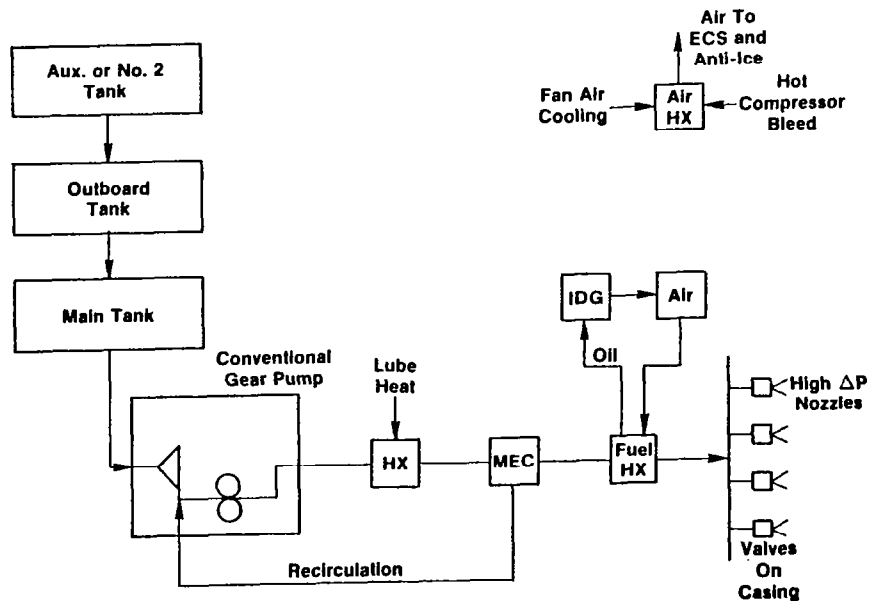 Aux. or No. 2
Tank
Outboard
Tank
Main Tank
Air To
ECS and
Anti-Ice
Fan Air
Cooling
Air
HX
Hot
Compressor
Bleed
Conventional
Gear Pump
Lube
Heat
HX
MEC
IDG
Air
Oil
Fuel
HX
High ΔP
Nozzles
Valves
On
Casing
Recirculation